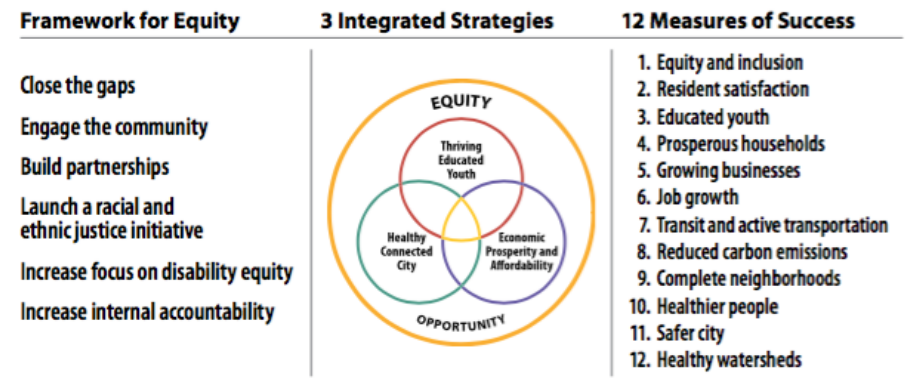 Framework for Equity
Close the gaps
Engage the community
Build partnerships
Launch a racial and
ethnic justice initiative
Increase focus on disability equity
Increase internal accountability
3 Integrated Strategies
EQUITY
Thriving
Educated
Youth
Healthy
Connected
City
Economic
Prosperity and
Affordability
OPPORTUNITY
12 Measures of Success
1. Equity and inclusion
2. Resident satisfaction
3. Educated youth
4. Prosperous households
5. Growing businesses
6. Job growth
7. Transit and active transportation
8. Reduced carbon emissions
9. Complete neighborhoods
10. Healthier people
11. Safer city
12. Healthy watersheds